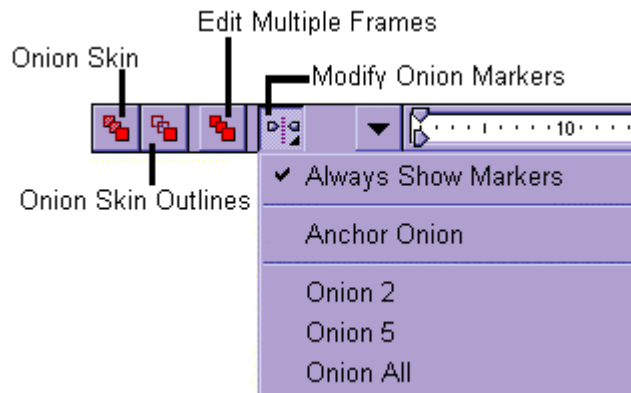 Edit Multiple Frames
Onion Skin
Modify Onion Markers
10
Onion Skin Outlines
Always Show Markers
Anchor Onion
Onion 2
Onion 5
Onion All